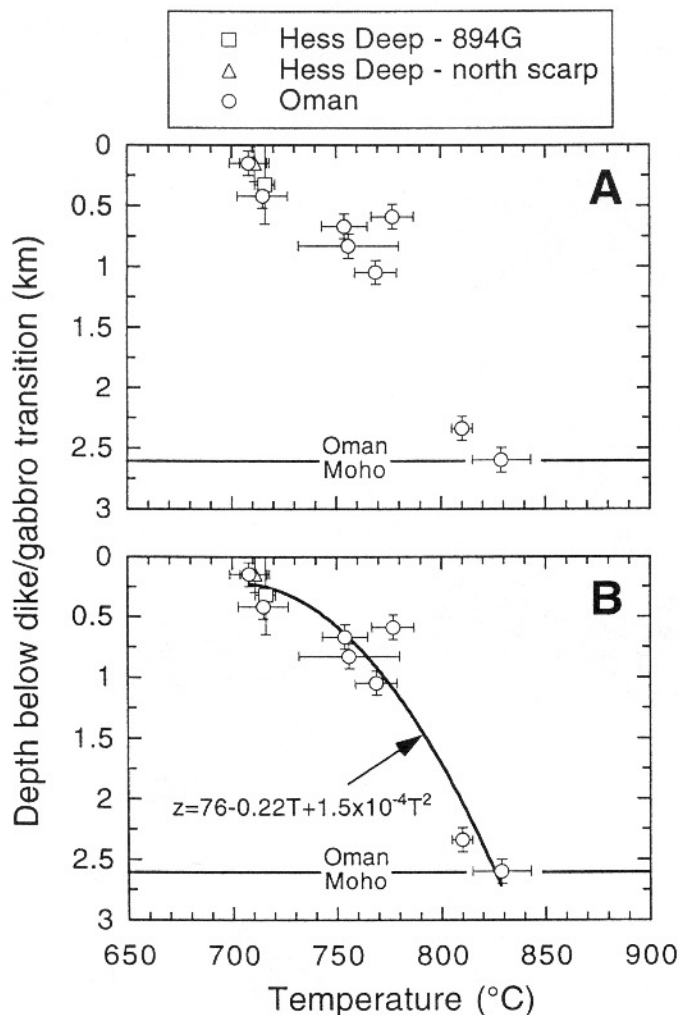 Hess Deep - 894G
Hess Deep - north scarp
Oman
Depth below dike/gabbro transition (km)
0
0.5
1
1.5
2
2.5
3
A
Oman
Moho
0
0.5
1
1.5
2
2.5
3
B
z=76-0.22T+1.5x10⁻⁴T²
Oman
Moho
650 700 750 800 850 900
Temperature (°C)